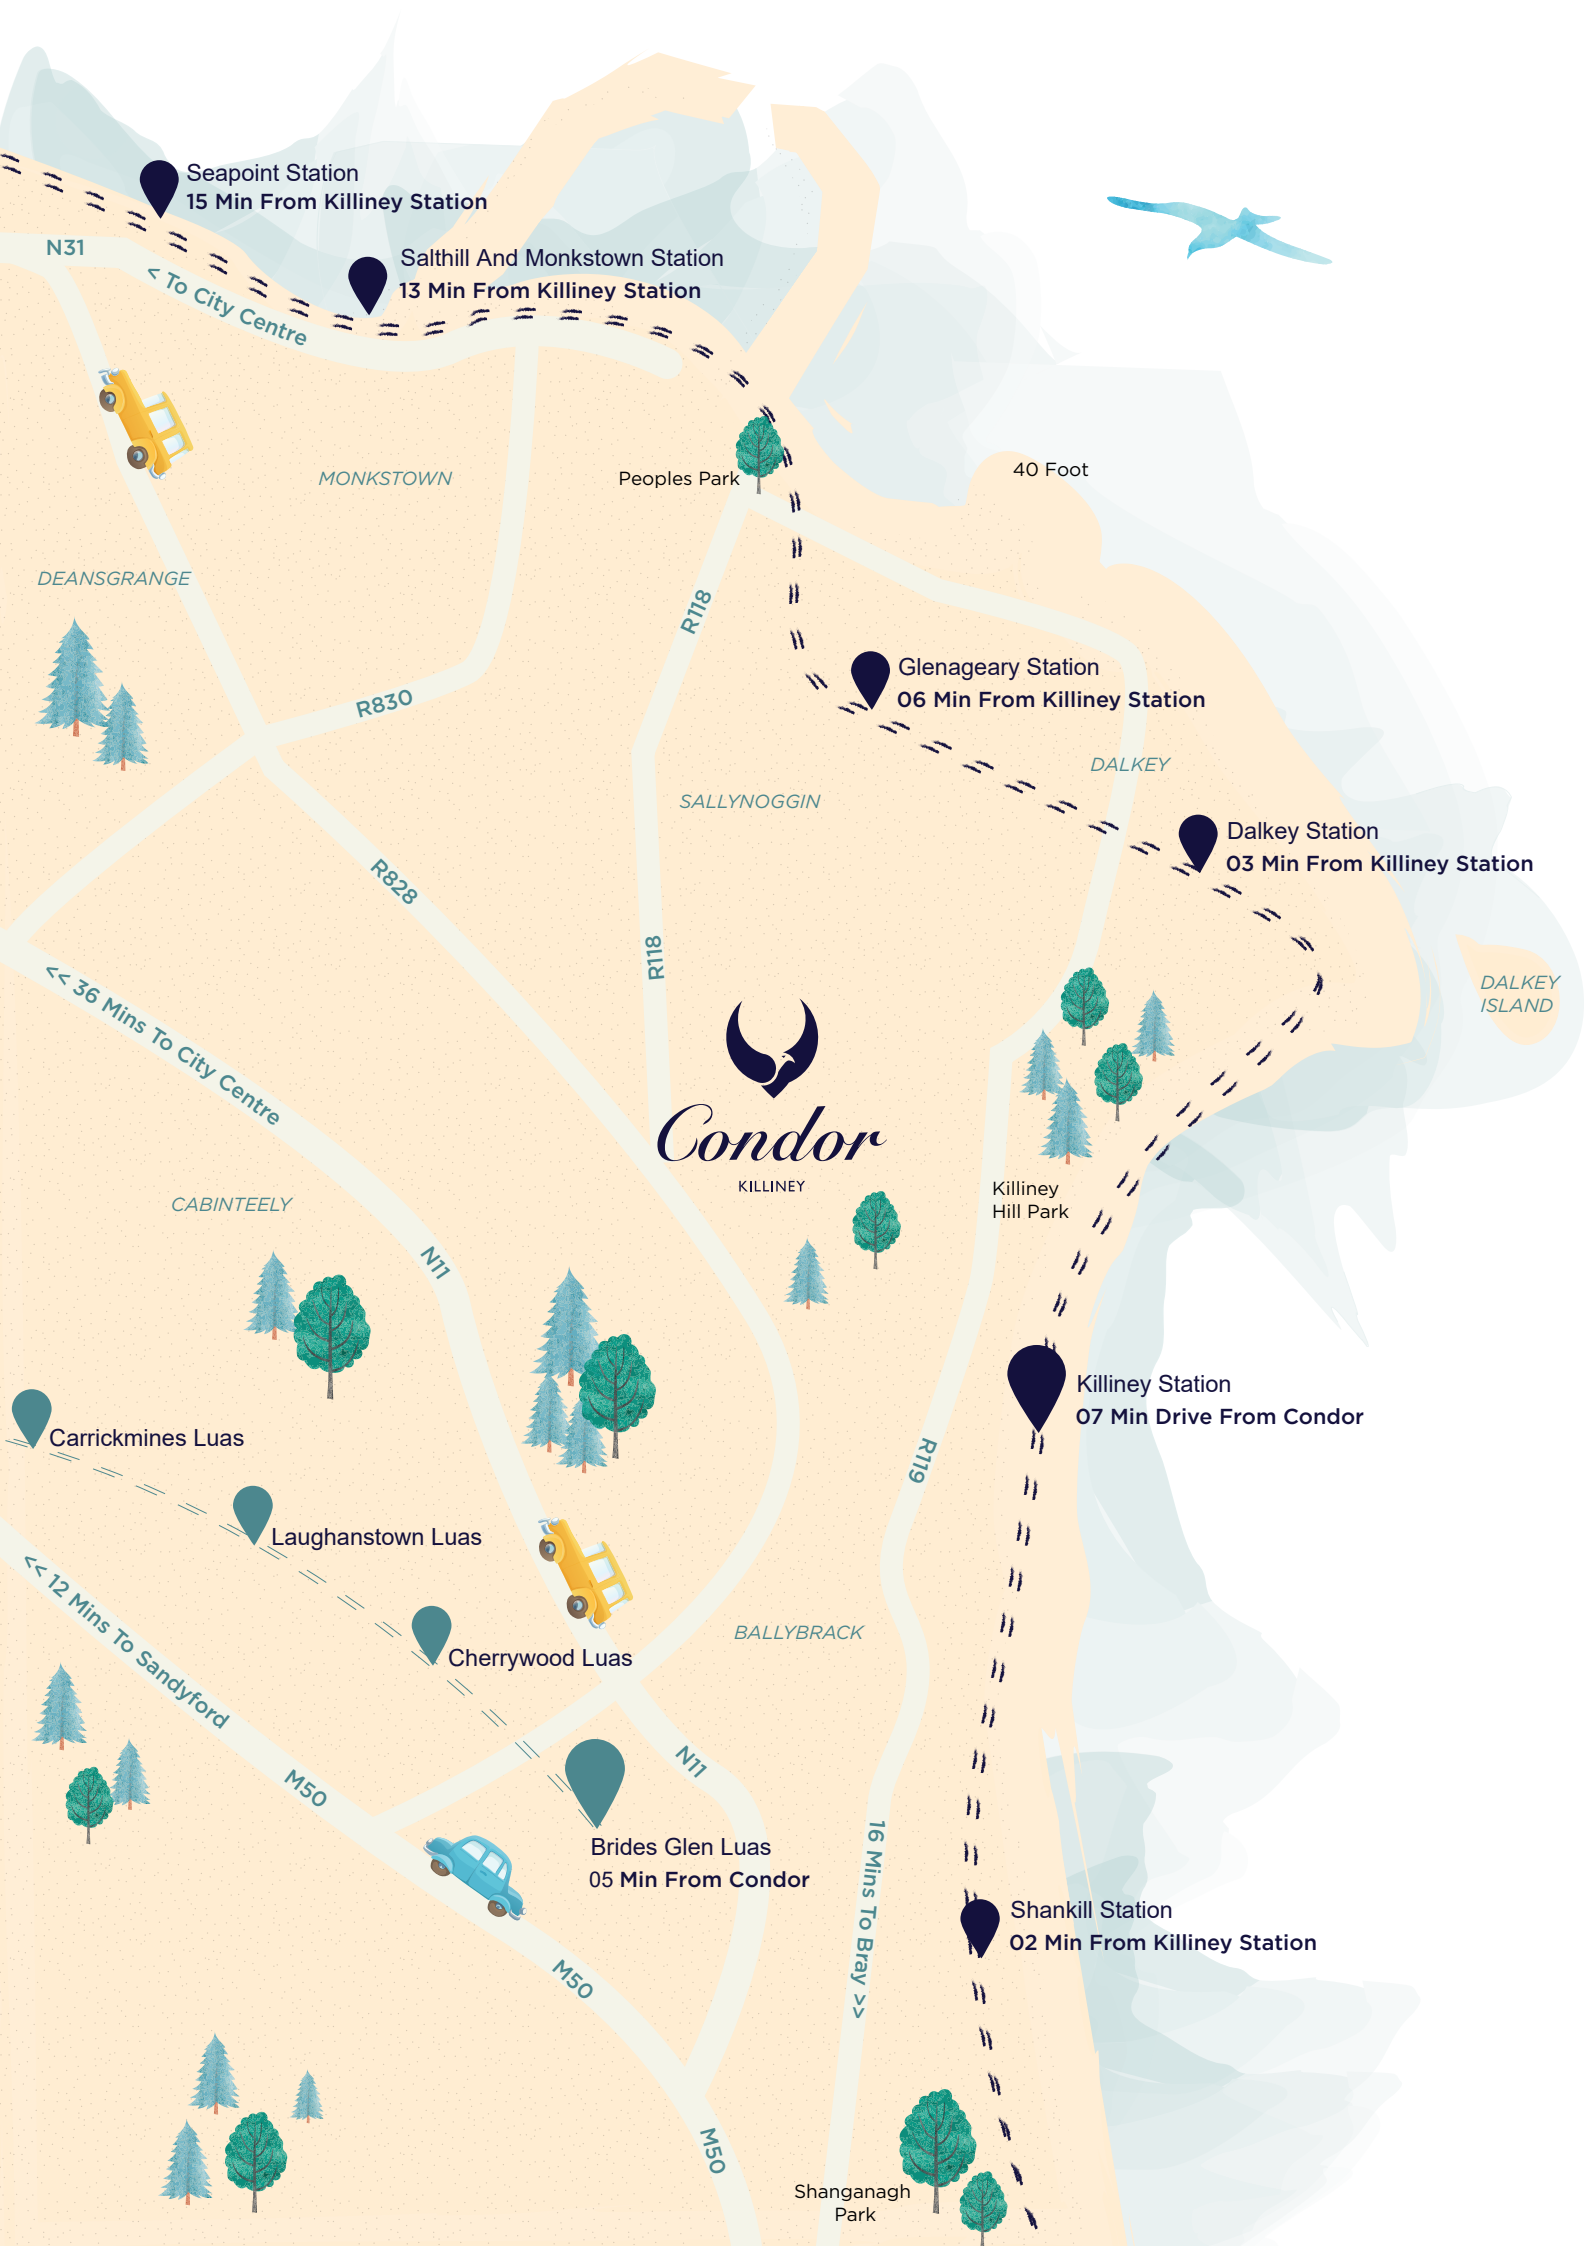 Seapoint Station
15 Min From Killiney Station
N31
< To City Centre
Salthill And Monkstown Station
13 Min From Killiney Station
MONKSTOWN
Peoples Park
40 Foot
DEANSGRANGE
R118
R830
Glenageary Station
06 Min From Killiney Station
DALKEY
SALLYNOGGIN
Dalkey Station
03 Min From Killiney Station
R828
R118
<< 36 Mins To City Centre
DALKEY
ISLAND
Condor
KILLINEY
Killiney
Hill Park
CABINTEELY
N11
Killiney Station
07 Min Drive From Condor
Carrickmines Luas
R119
Laughanstown Luas
<< 12 Mins To Sandyford
BALLYBRACK
Cherrywood Luas
N11
M50
Brides Glen Luas
05 Min From Condor
16 Mins To Bray >>
Shankill Station
02 Min From Killiney Station
M50
M50
Shanganagh
Park